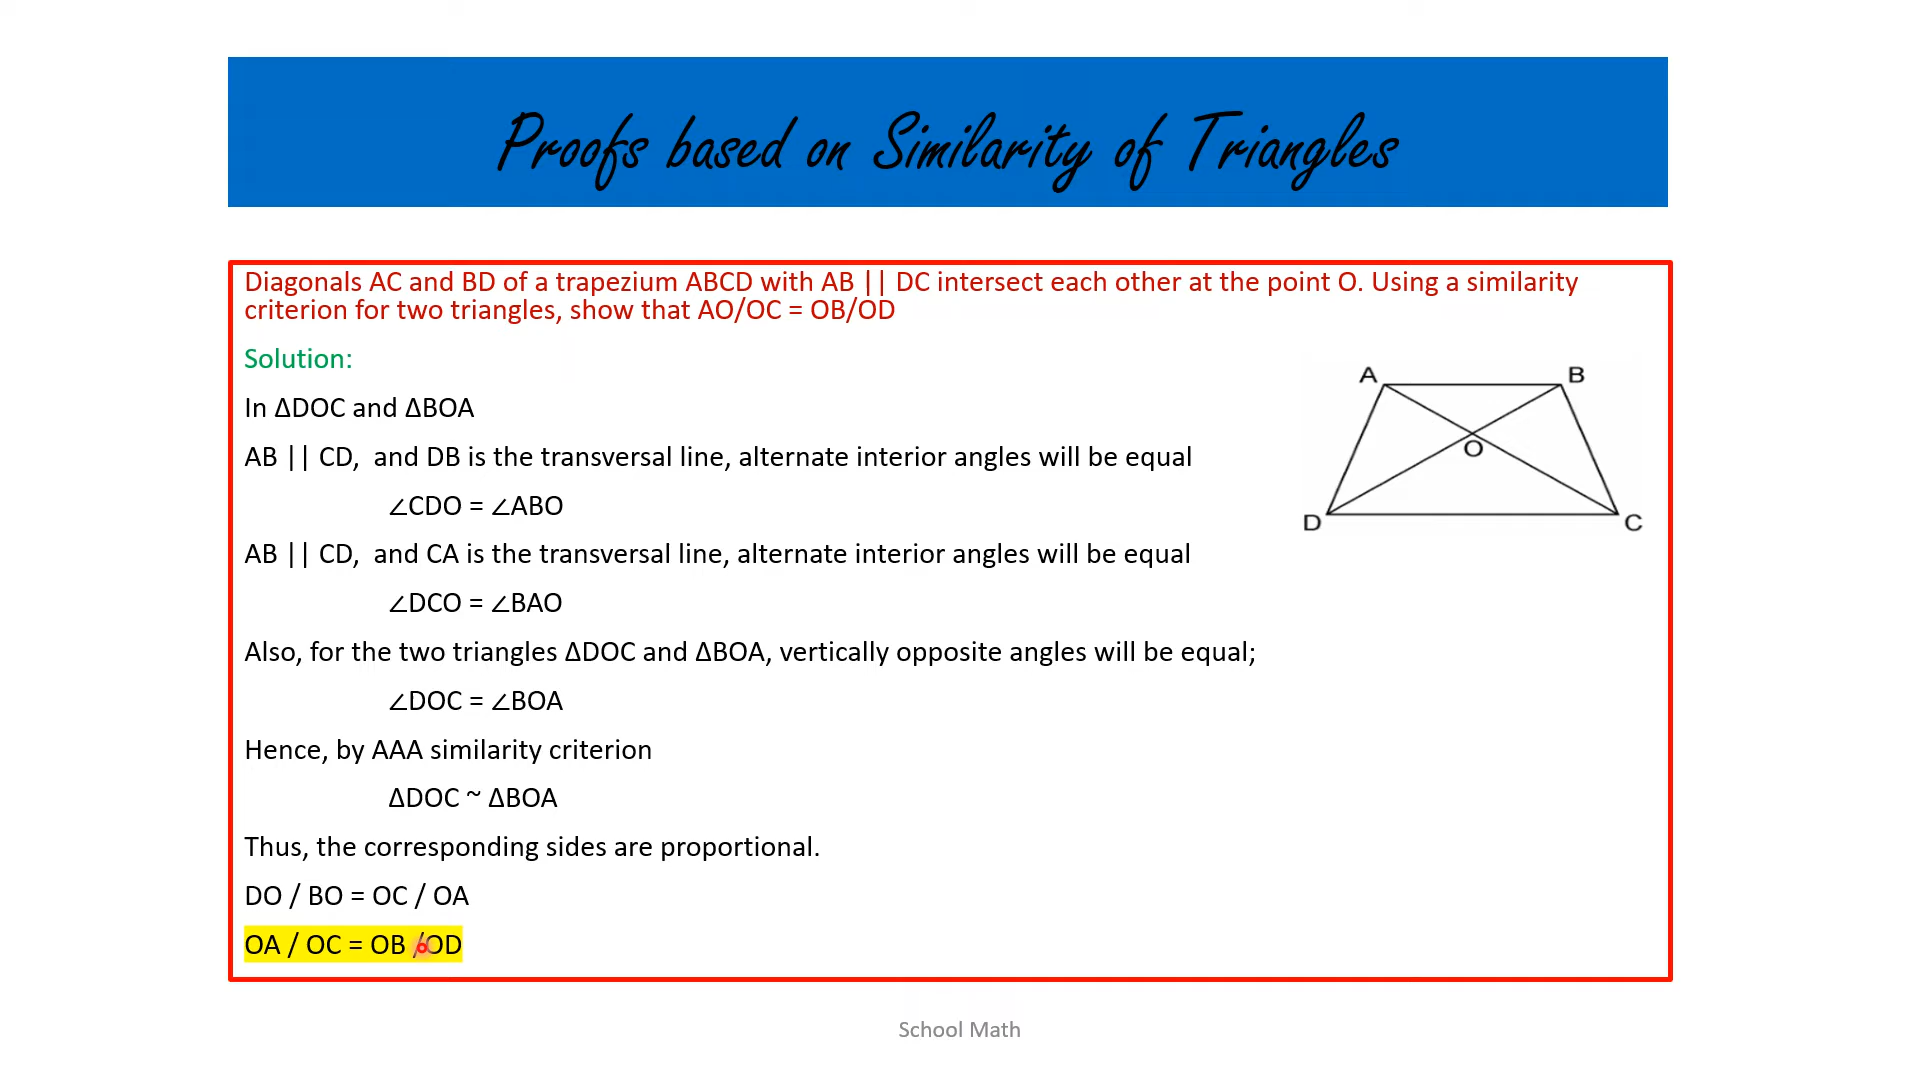 Proofs based on Similarity of Triangles
Diagonals AC and BD of a trapezium ABCD with AB || DC intersect each other at the point O. Using a similarity
criterion for two triangles, show that AO/OC = OB/OD
Solution:
In ΔDOC and ΔBOA
AB || CD,  and DB is the transversal line, alternate interior angles will be equal
∠CDO = ∠ABO
AB || CD,  and CA is the transversal line, alternate interior angles will be equal
∠DCO = ∠BAO
Also, for the two triangles ΔDOC and ΔBOA, vertically opposite angles will be equal;
∠DOC = ∠BOA
Hence, by AAA similarity criterion
ΔDOC ~ ΔBOA
Thus, the corresponding sides are proportional.
DO / BO = OC / OA
OA / OC = OB /OD
A B
O
D C
School Math